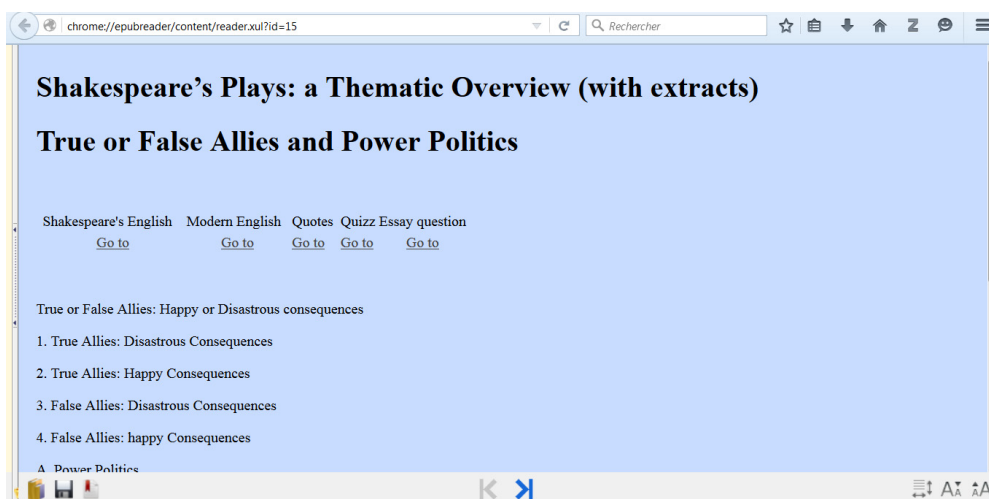 chrome://epubreader/content/reader.xul?id=15
Rechercher
Shakespeare’s Plays: a Thematic Overview (with extracts)
True or False Allies and Power Politics
Shakespeare's English Modern English Quotes Quizz Essay question
Go to Go to Go to Go to Go to
True or False Allies: Happy or Disastrous consequences
1. True Allies: Disastrous Consequences
2. True Allies: Happy Consequences
3. False Allies: Disastrous Consequences
4. False Allies: happy Consequences
A. Power Politics